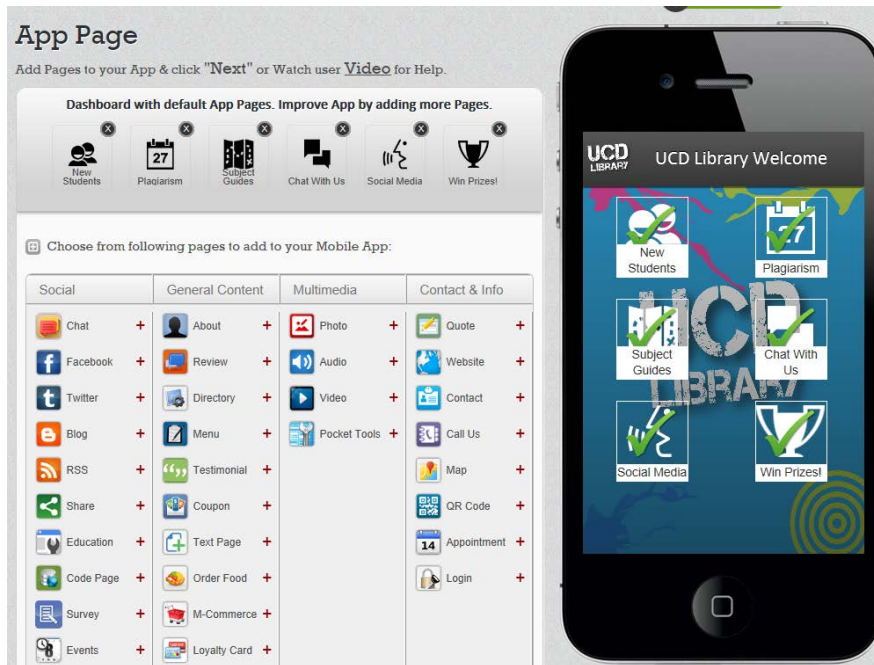 App Page
Add Pages to your App & click "Next" or Watch user Video for Help.
Dashboard with default App Pages. Improve App by adding more Pages.
X X X X X X
27
New
Students
Plagiarism
Subject
Guides
Chat With Us
Social Media
Win Prizes!
Choose from following pages to add to your Mobile App:
Social
Chat +
Facebook +
Twitter +
Blog +
RSS +
Share +
Education +
Code Page +
Survey +
Events +
General Content
About +
Review +
Directory +
Menu +
Testimonial +
Coupon +
Text Page +
Order Food +
M-Commerce +
Loyalty Card +
Multimedia
Photo +
Audio +
Video +
Pocket Tools +
Contact & Info
Quote +
Website +
Contact +
Call Us +
Map +
QR Code +
14 Appointment +
Login +
UCD
LIBRARY
UCD Library Welcome
New
Students
27
Plagiarism
Subject
Guides
Chat With
Us
UCD
LIBRARY
Social Media
Win Prizes!